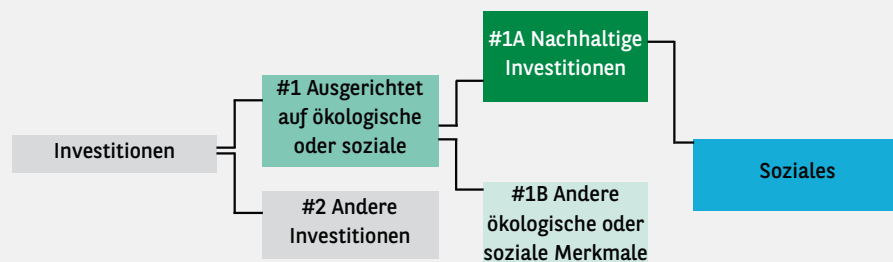 Investitionen
#1 Ausgerichtet
auf ökologische
oder soziale
#2 Andere
Investitionen
#1A Nachhaltige
Investitionen
#1B Andere
ökologische oder
soziale Merkmale
Soziales